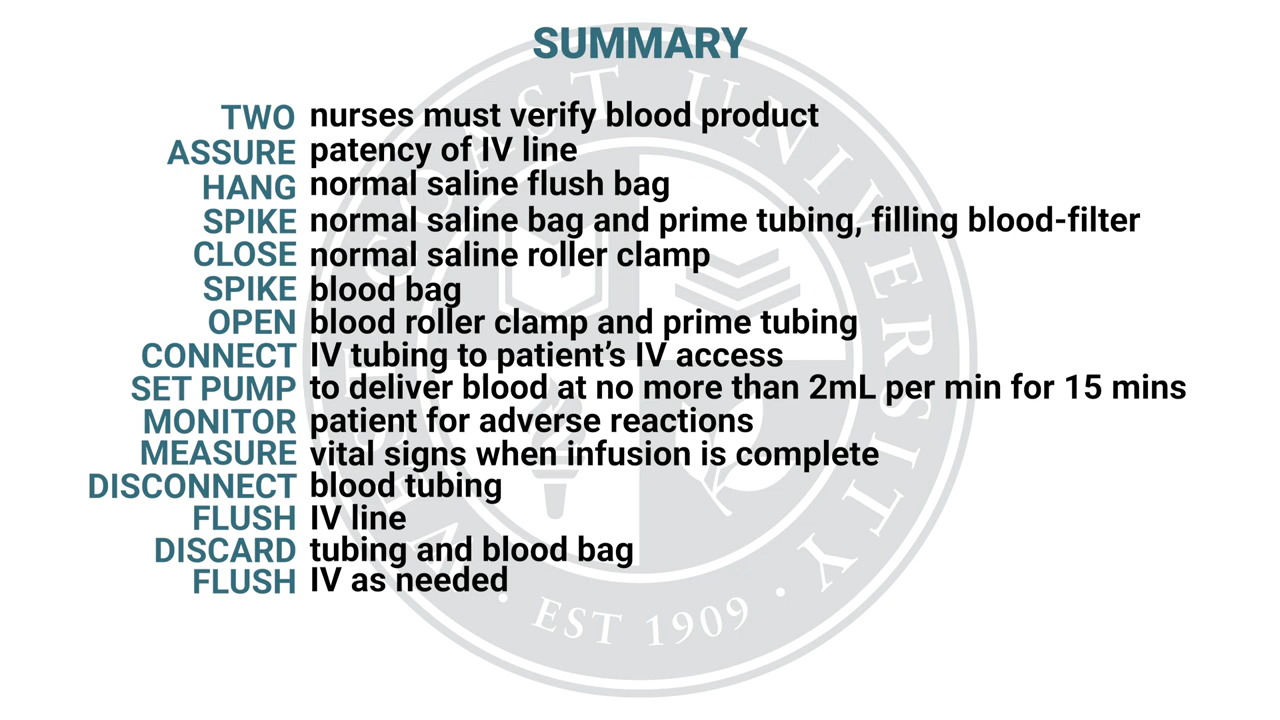 SUMMARY
TWO nurses must verify blood product
ASSURE patency of IV line
HANG normal saline flush bag
SPIKE normal saline bag and prime tubing, filling blood-filter
CLOSE normal saline roller clamp
SPIKE blood bag
OPEN blood roller clamp and prime tubing
CONNECT IV tubing to patient’s IV access
SET PUMP to deliver blood at no more than 2mL per min for 15 mins
MONITOR patient for adverse reactions
MEASURE vital signs when infusion is complete
DISCONNECT blood tubing
FLUSH IV line
DISCARD tubing and blood bag
FLUSH IV as needed
COAST UNIVERSITY
· EST 1909 ·